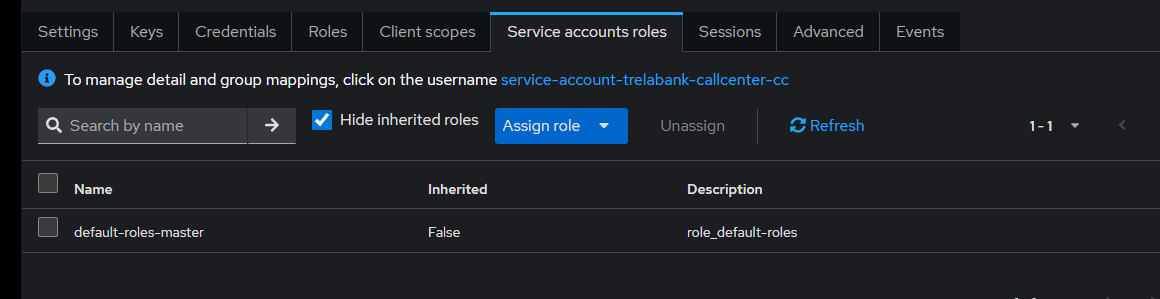 Settings Keys Credentials Roles Client scopes Service accounts roles Sessions Advanced Events
To manage detail and group mappings, click on the username service-account-trelabank-callcenter-cc
Search by name Hide inherited roles Assign role Unassign Refresh 1 - 1
Name Inherited Description
default-roles-master False role_default-roles